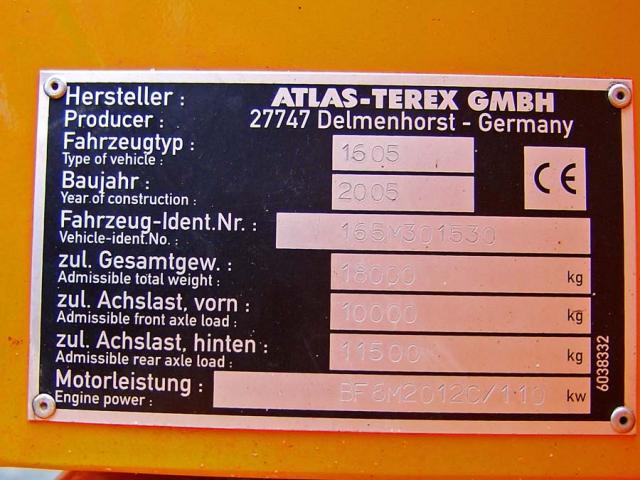 Hersteller : ATLAS-TEREX GMBH
Producer : 27747 Delmenhorst - Germany
Fahrzeugtyp :
Type of vehicle : 1605
Baujahr :
Year of construction : 2005
CE
Fahrzeug-Ident.Nr. :
Vehicle-ident.No. : 165M301530
zul. Gesamtgew. :
Admissible total weight : 18000 kg
zul. Achslast, vorn :
Admissible front axle load : 10000 kg
zul. Achslast, hinten :
Admissible rear axle load : 11500 kg
Motorleistung :
Engine power : BF6M2012C/110 kw
6038332